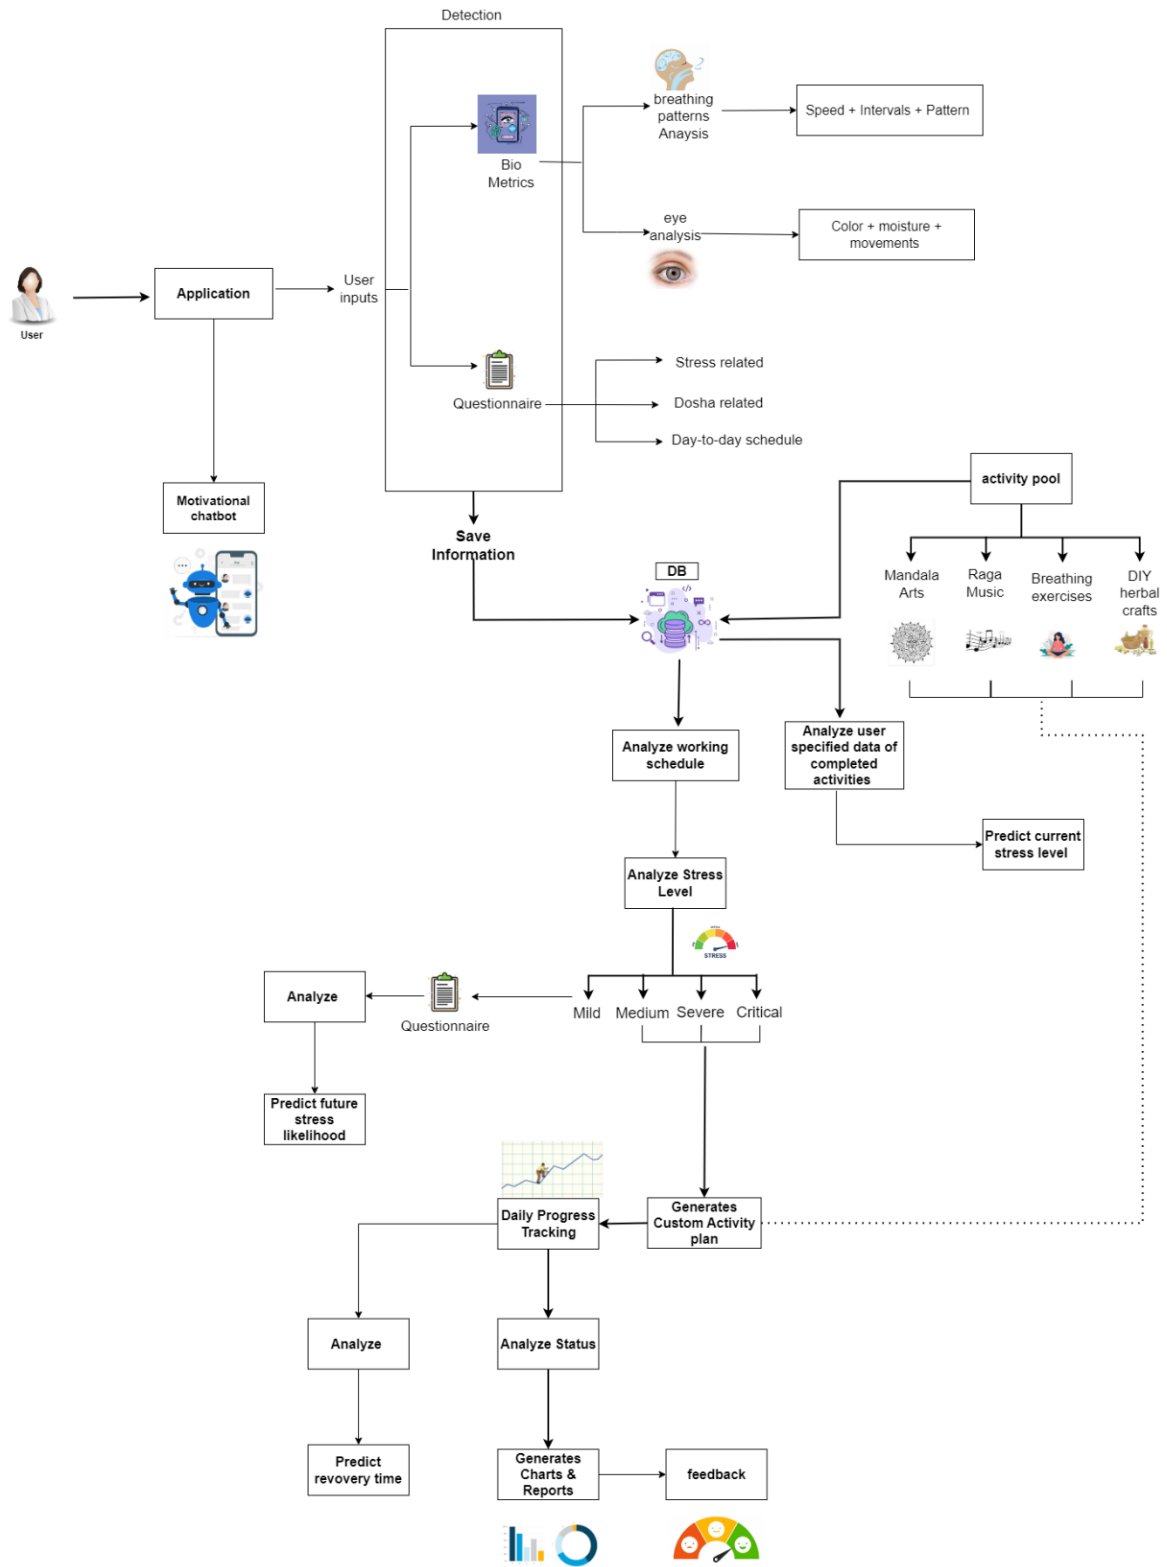 Detection
breathing
patterns
Anaysis
Speed + Intervals + Pattern
Bio
Metrics
eye
analysis
Color + moisture +
movements
User
Application
User
inputs
Questionnaire
Stress related
Dosha related
Day-to-day schedule
Motivational
chatbot
Save
Information
activity pool
DB
Mandala
Arts
Raga
Music
Breathing
exercises
DIY
herbal
crafts
Analyze working
schedule
Analyze user
specified data of
completed
activities
Predict current
stress level
Analyze Stress
Level
STRESS
Mild
Medium
Severe
Critical
Questionnaire
Analyze
Predict future
stress
likelihood
Daily Progress
Tracking
Generates
Custom Activity
plan
Analyze
Analyze Status
Predict
revovery time
Generates
Charts &
Reports
feedback